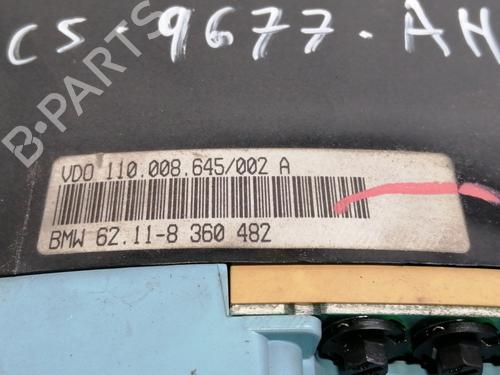 CS-9677-AH
VDO 110.008.645/002 A
BMW 62.11-8 360 482
B-PARTS